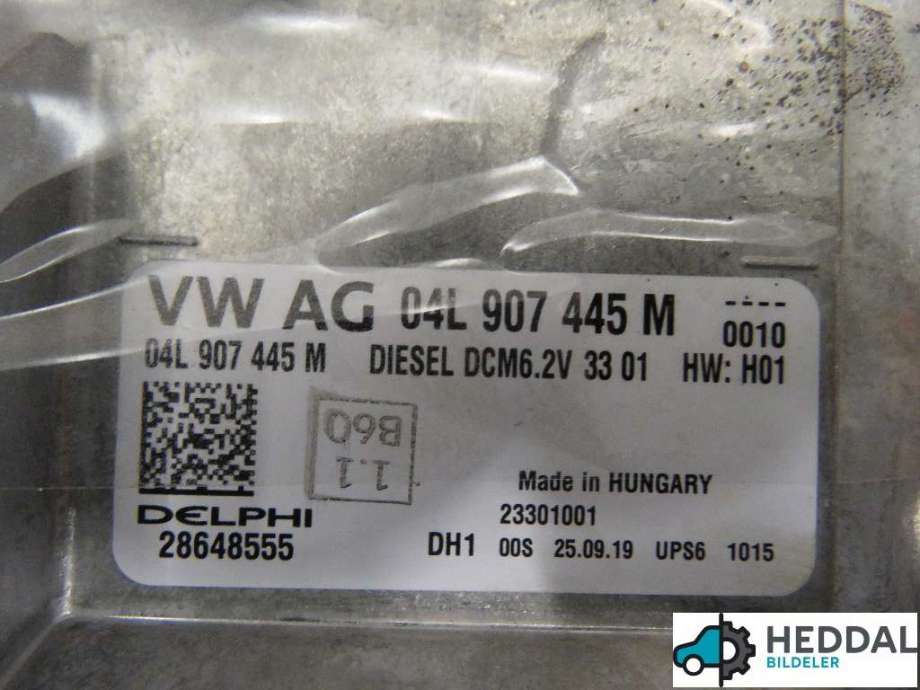 VW AG 04L 907 445 M ----
0010
04L 907 445 M DIESEL DCM6.2V 33 01 HW: H01
1.1
B60
Made in HUNGARY
DELPHI 23301001
28648555 DH1 00S 25.09.19 UPS6 1015
HEDDAL
BILDELER